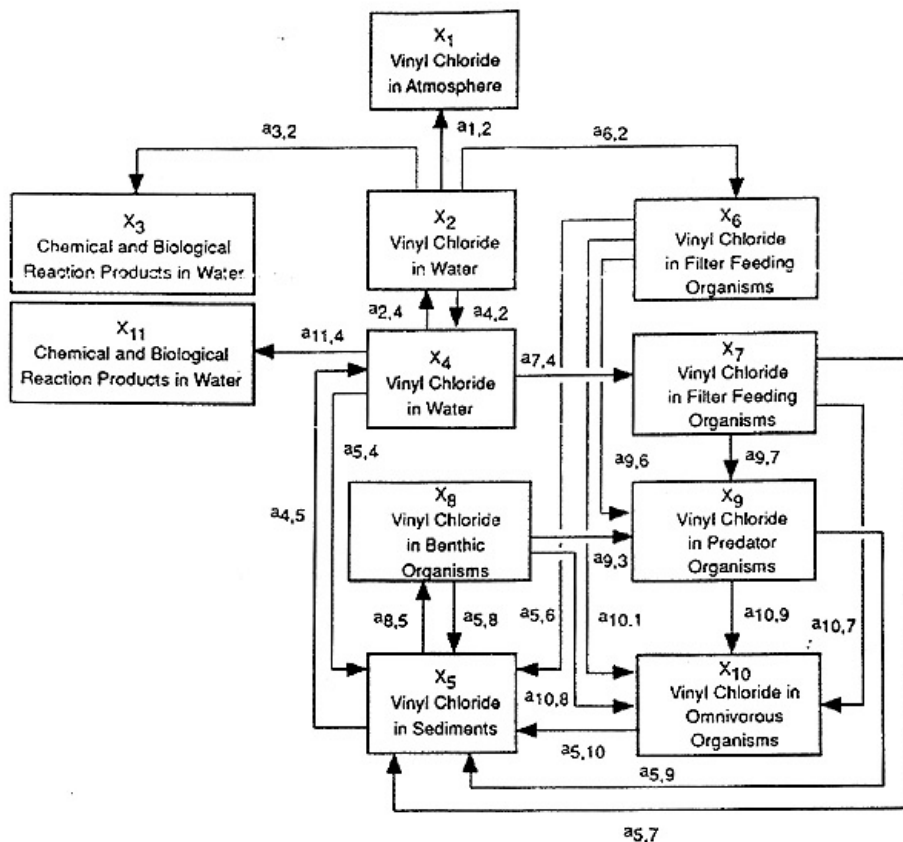 X1
Vinyl Chloride
in Atmosphere
a3,2
a1,2
a6,2
X3
Chemical and Biological
Reaction Products in Water
X2
Vinyl Chloride
in Water
X6
Vinyl Chloride
in Filter Feeding
Organisms
a2,4
a4,2
X11
Chemical and Biological
Reaction Products in Water
a11,4
X4
Vinyl Chloride
in Water
a7,4
X7
Vinyl Chloride
in Filter Feeding
Organisms
a5,4
a9,6
a9,7
a4,5
X8
Vinyl Chloride
in Benthic
Organisms
a9,3
X9
Vinyl Chloride
in Predator
Organisms
a8,5
a5,8
a5,6
a10.1
a10,9
a10,7
X5
Vinyl Chloride
in Sediments
a10,8
X10
Vinyl Chloride in
Omnivorous
Organisms
a5,10
a5,9
a5,7